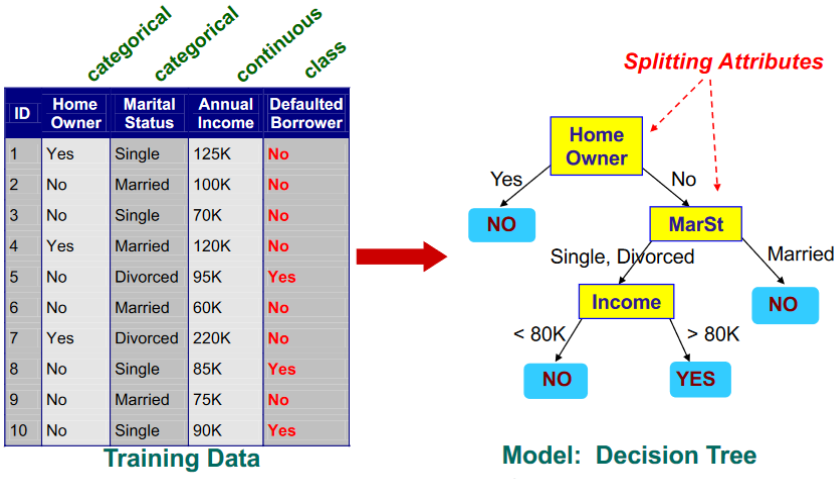 categorical
categorical
continuous
class
ID Home Owner Marital Status Annual Income Defaulted Borrower
1 Yes Single 125K No
2 No Married 100K No
3 No Single 70K No
4 Yes Married 120K No
5 No Divorced 95K Yes
6 No Married 60K No
7 Yes Divorced 220K No
8 No Single 85K Yes
9 No Married 75K No
10 No Single 90K Yes
Training Data
Splitting Attributes
Home
Owner
Yes No
NO MarSt
Single, Divorced Married
Income NO
< 80K > 80K
NO YES
Model: Decision Tree